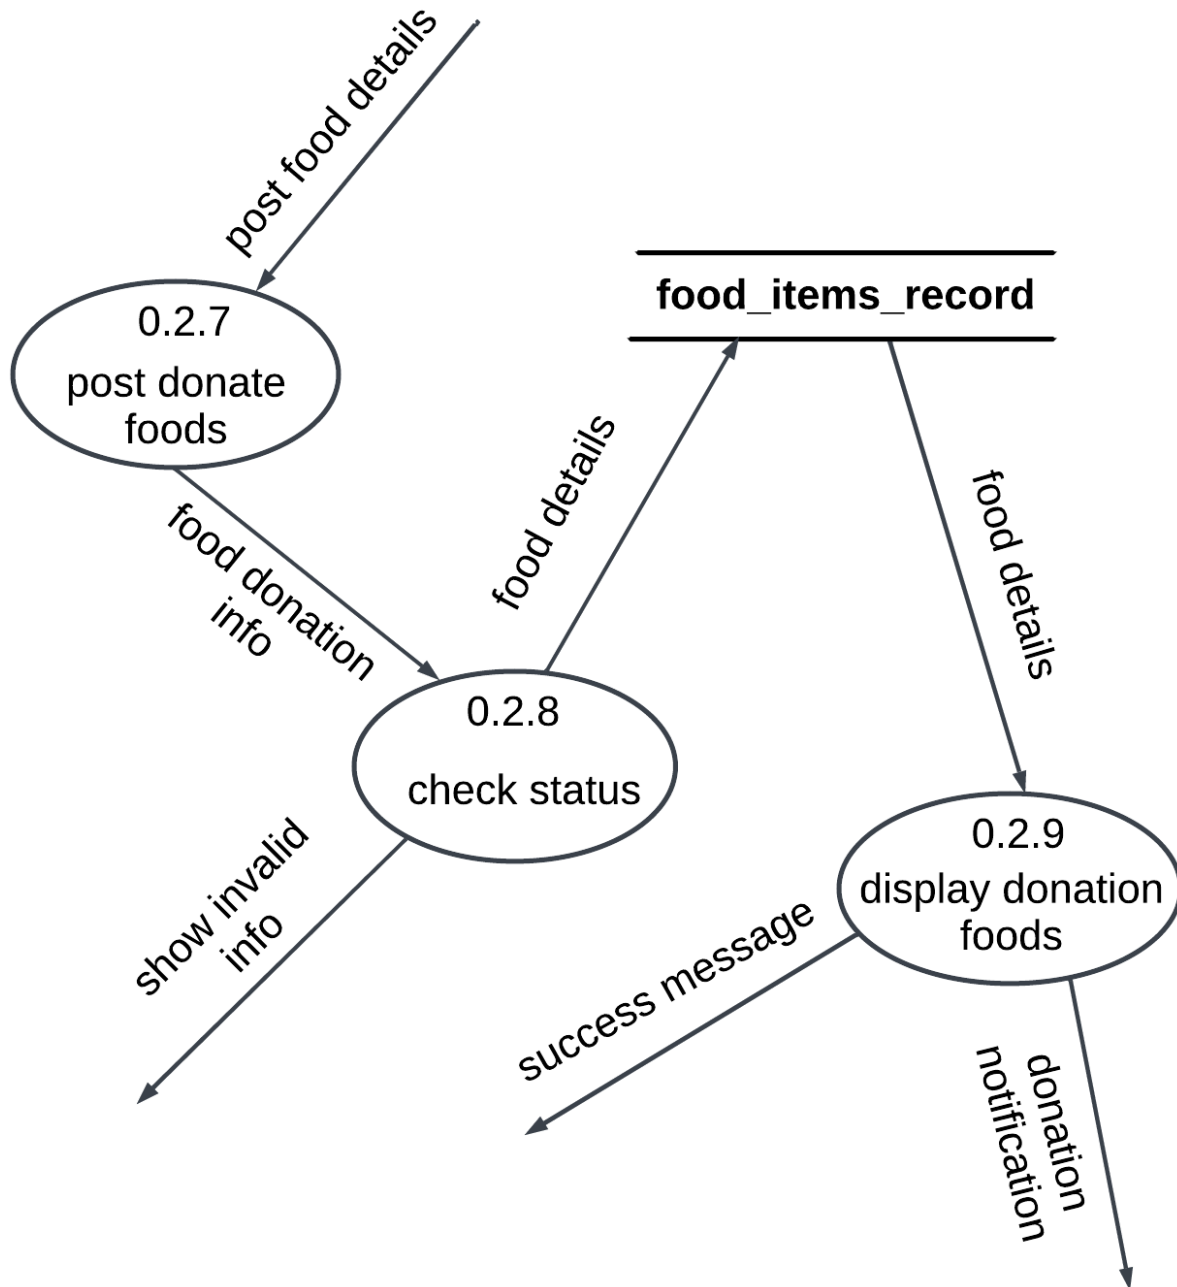 post food details
0.2.7
post donate
foods
food_items_record
food donation
info
food details
food details
0.2.8
check status
show invalid
info
0.2.9
display donation
foods
success message
donation
notification